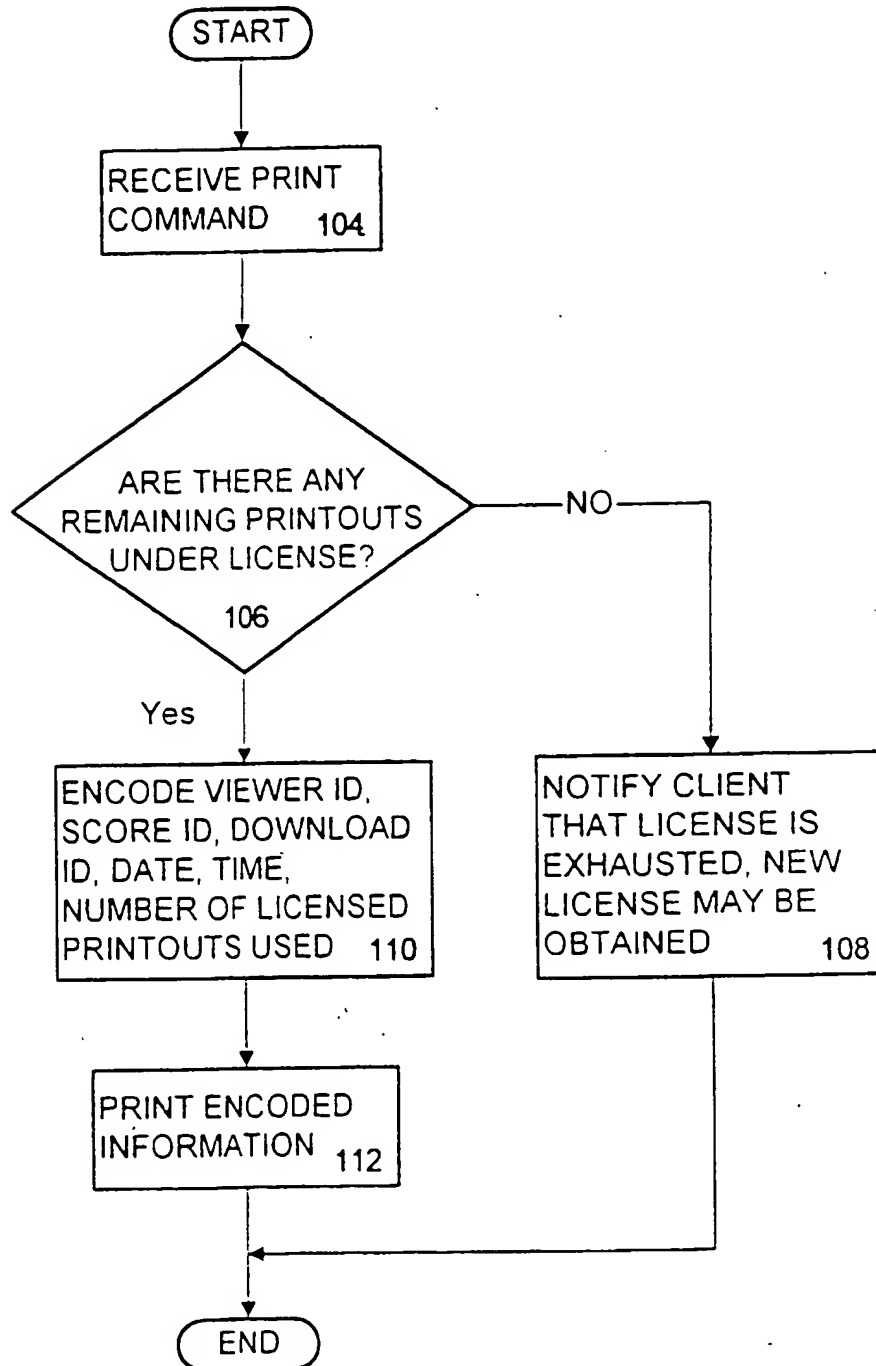 START
RECEIVE PRINT
COMMAND 104
ARE THERE ANY
REMAINING PRINTOUTS
UNDER LICENSE?
106
NO
Yes
ENCODE VIEWER ID,
SCORE ID, DOWNLOAD
ID, DATE, TIME,
NUMBER OF LICENSED
PRINTOUTS USED 110
NOTIFY CLIENT
THAT LICENSE IS
EXHAUSTED, NEW
LICENSE MAY BE
OBTAINED 108
PRINT ENCODED
INFORMATION 112
END